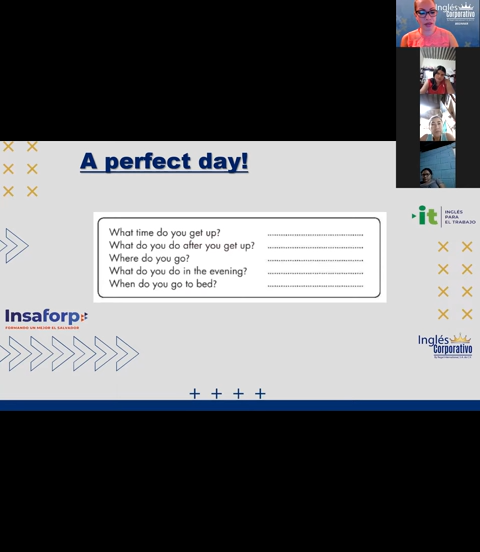 Inglés
Corporativo
A perfect day!
it INGLÉS
PARA
EL TRABAJO
What time do you get up? ........................................
What do you do after you get up? ........................................
Where do you go? ........................................
What do you do in the evening? ........................................
When do you go to bed? ........................................
Insaforp
FORMANDO UN MEJOR EL SALVADOR
Inglés
Corporativo